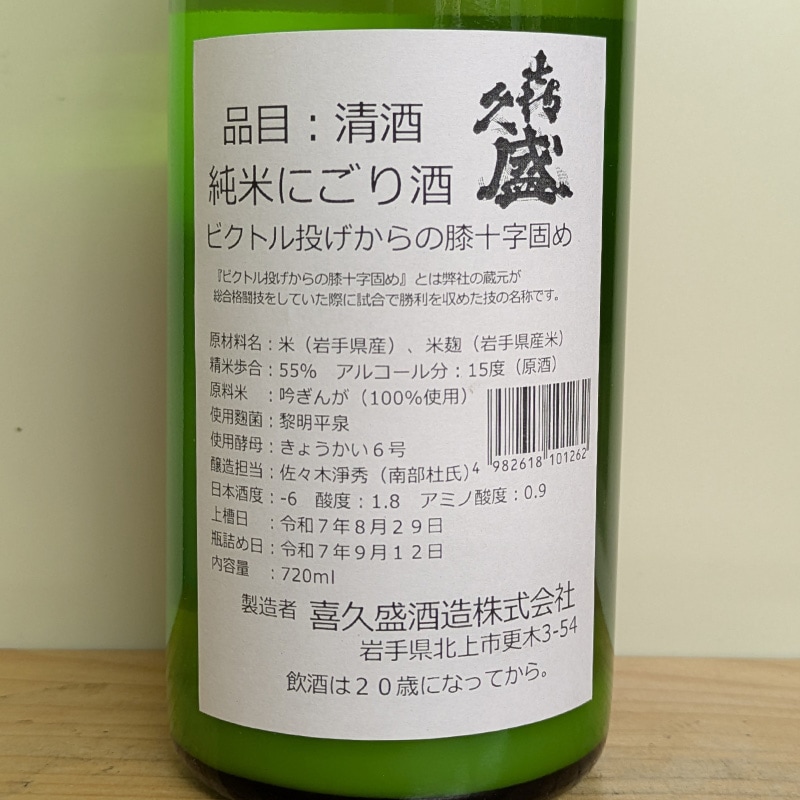 喜久盛
品目：清酒
純米にごり酒
ビクトル投げからの膝十字固め
『ビクトル投げからの膝十字固め』とは弊社の蔵元が
総合格闘技をしていた際に試合で勝利を収めた技の名称です。
原材料名：米（岩手県産）、米麹（岩手県産米）
精米歩合：55%　アルコール分：15度（原酒）
原料米　：吟ぎんが（100%使用）
使用麴菌：黎明平泉
使用酵母：きょうかい６号
醸造担当：佐々木淨秀（南部杜氏）
4 982618 101262
日本酒度：-6　酸度：1.8　アミノ酸度：0.9
上槽日　：令和７年８月２９日
瓶詰め日：令和７年９月１２日
内容量　：720ml
製造者　喜久盛酒造株式会社
岩手県北上市更木3-54
飲酒は２０歳になってから。